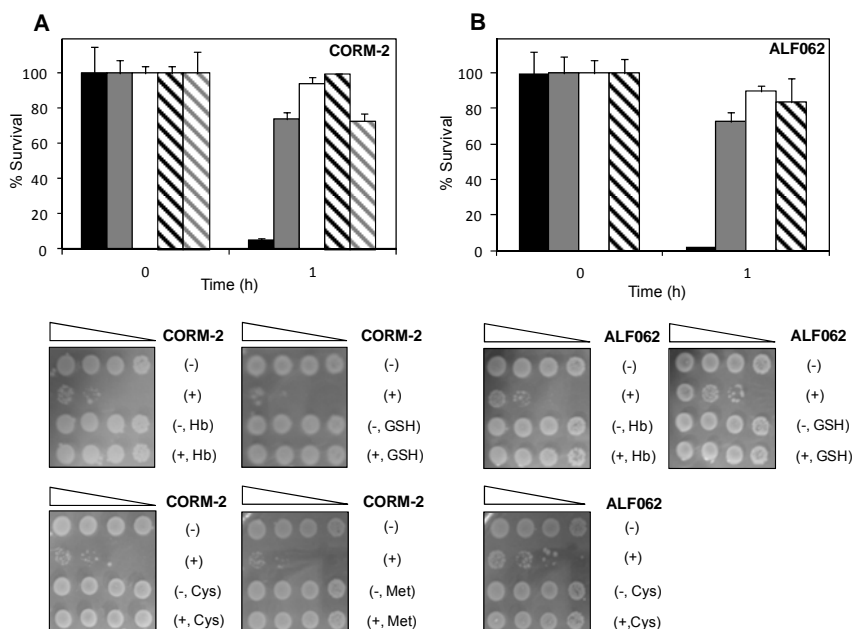 A
CORM-2
% Survival
100
80
60
40
20
0
0
1
Time (h)
B
ALF062
% Survival
100
80
60
40
20
0
0
1
Time (h)
CORM-2
(-)
(+)
(-, Hb)
(+, Hb)
CORM-2
(-)
(+)
(-, GSH)
(+, GSH)
ALF062
(-)
(+)
(-, Hb)
(+, Hb)
ALF062
(-)
(+)
(-, GSH)
(+, GSH)
CORM-2
(-)
(+)
(-, Cys)
(+, Cys)
CORM-2
(-)
(+)
(-, Met)
(+, Met)
ALF062
(-)
(+)
(-, Cys)
(+,Cys)